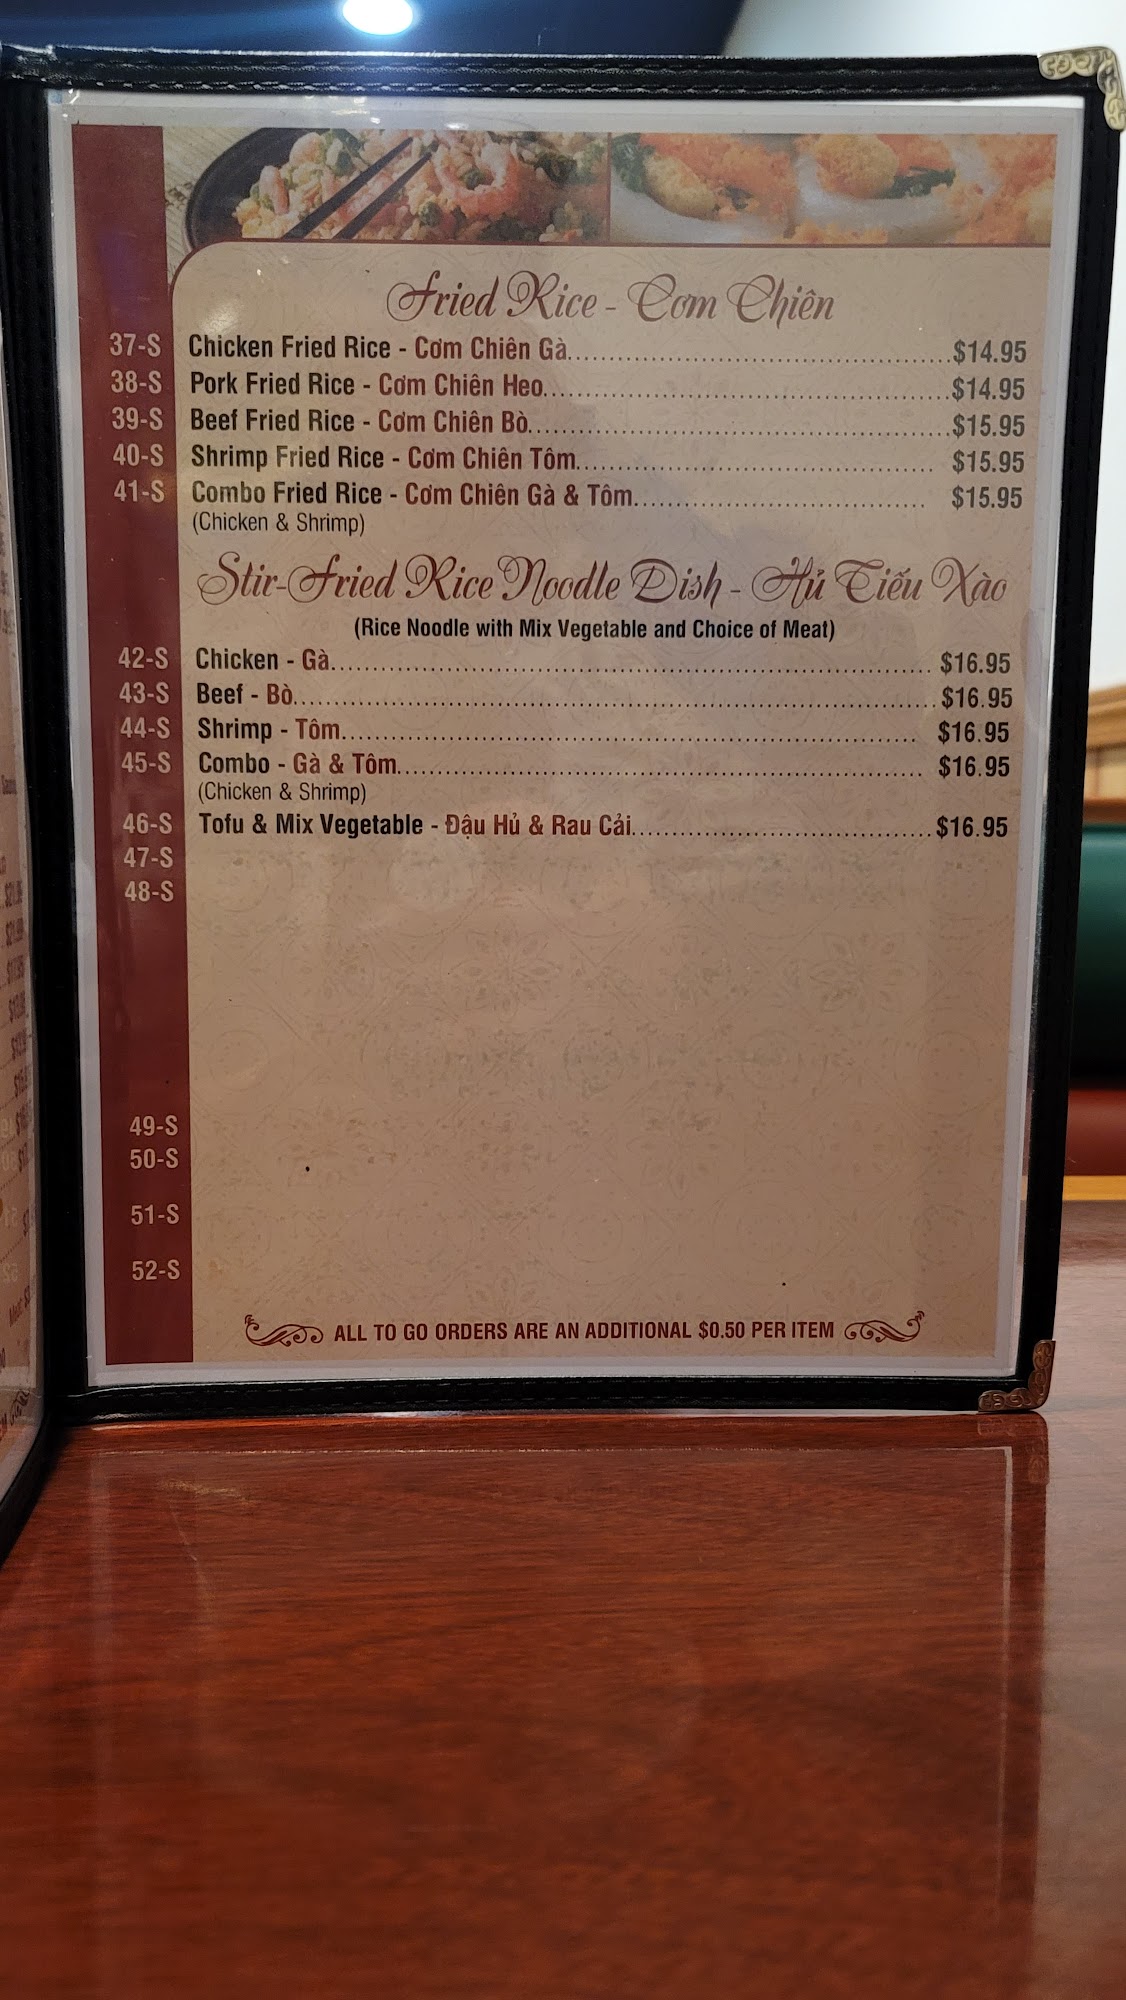 Fried Rice - Cơm Chiên
37-S Chicken Fried Rice - Cơm Chiên Gà.....$14.95
38-S Pork Fried Rice - Cơm Chiên Heo.....$14.95
39-S Beef Fried Rice - Cơm Chiên Bò.....$15.95
40-S Shrimp Fried Rice - Cơm Chiên Tôm..... $15.95
41-S Combo Fried Rice - Cơm Chiên Gà & Tôm..... $15.95
(Chicken & Shrimp)
Stir-Fried Rice Noodle Dish - Hủ Tiếu Xào
(Rice Noodle with Mix Vegetable and Choice of Meat)
42-S Chicken - Gà..... $16.95
43-S Beef - Bò..... $16.95
44-S Shrimp - Tôm..... $16.95
45-S Combo - Gà & Tôm..... $16.95
(Chicken & Shrimp)
46-S Tofu & Mix Vegetable - Đậu Hủ & Rau Cải.....$16.95
47-S
48-S
49-S
50-S
51-S
52-S
ALL TO GO ORDERS ARE AN ADDITIONAL $0.50 PER ITEM